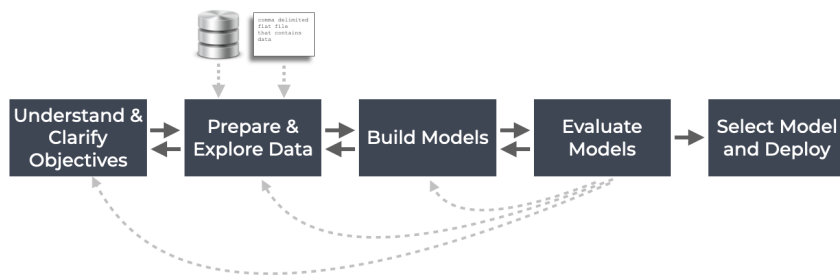 comma delimited
flat file
that contains
data
Understand &
Clarify
Objectives
Prepare &
Explore Data
Build Models
Evaluate
Models
Select Model
and Deploy